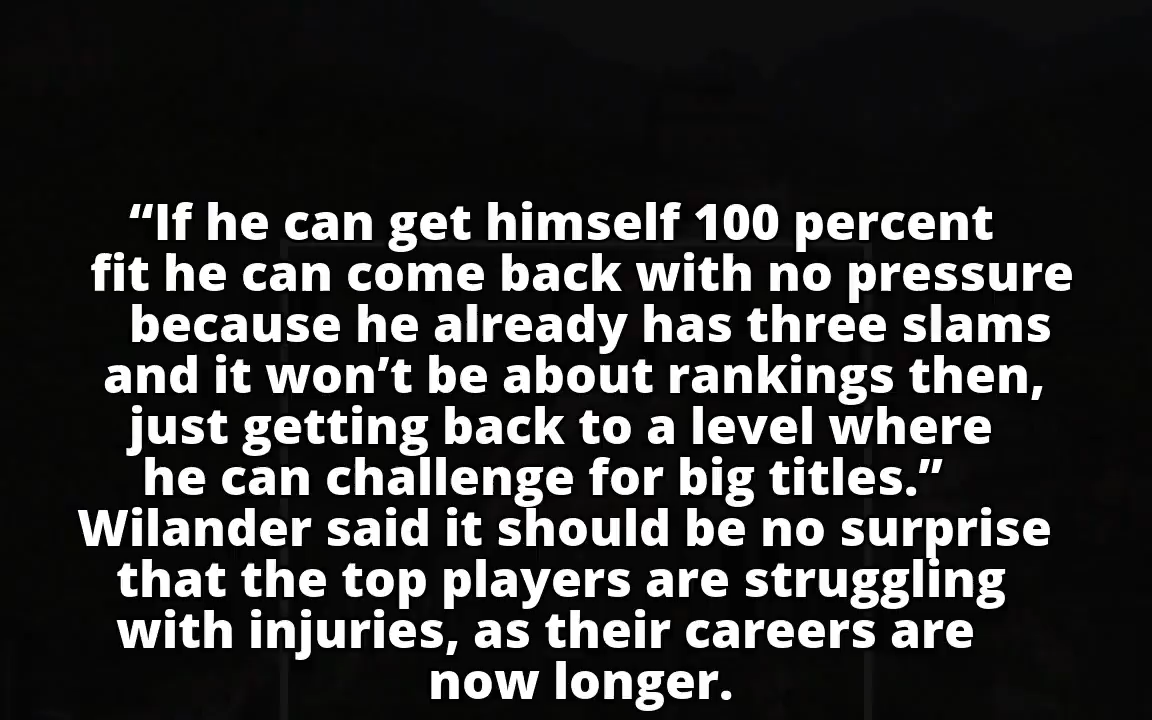 “If he can get himself 100 percent
fit he can come back with no pressure
because he already has three slams
and it won’t be about rankings then,
just getting back to a level where
he can challenge for big titles.”
Wilander said it should be no surprise
that the top players are struggling
with injuries, as their careers are
now longer.